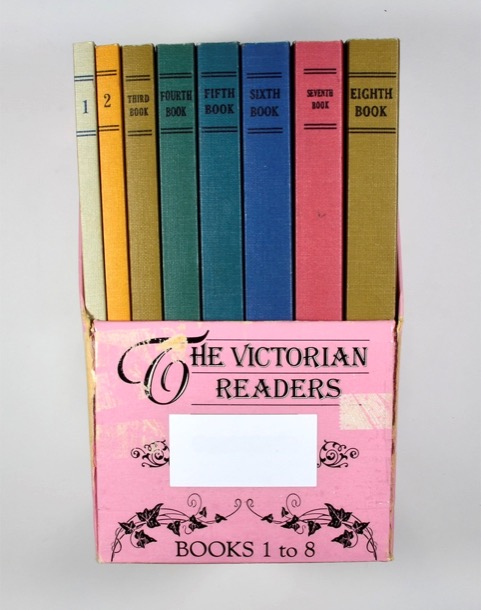 1
2
THIRD
BOOK
FOURTH
BOOK
FIFTH
BOOK
SIXTH
BOOK
SEVENTH
BOOK
EIGHTH
BOOK
THE VICTORIAN
READERS
BOOKS 1 to 8